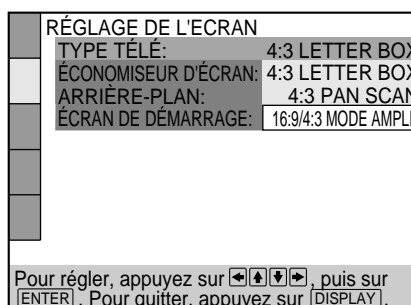 RÉGLAGE DE L'ECRAN
TYPE TÉLÉ: 4:3 LETTER BOX
ÉCONOMISEUR D'ÉCRAN: 4:3 LETTER BOX
ARRIÈRE-PLAN: 4:3 PAN SCAN
ÉCRAN DE DÉMARRAGE: 16:9/4:3 MODE AMPLI
Pour régler, appuyez sur , puis sur
ENTER . Pour quitter, appuyez sur DISPLAY .